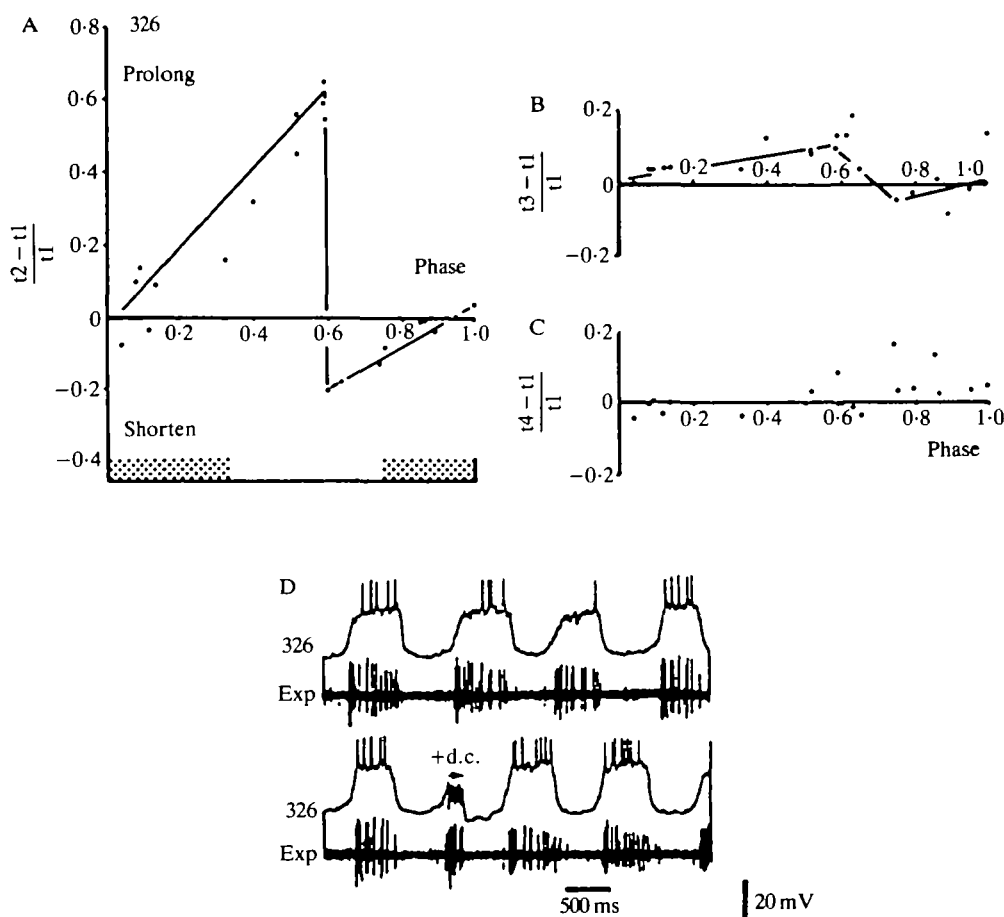 A
326
0·8
Prolong
0·6
0·4
0·2
0
−0·2
−0·4
t2 − t1
t1
Phase
0·2 0·4 0·6 0·8 1·0
Shorten
B
0·2
0
−0·2
t3 − t1
t1
0·2 0·4 0·6 0·8 1·0
C
0·2
0
−0·2
t4 − t1
t1
0·2 0·4 0·6 0·8 1·0
Phase
D
326
Exp
+d.c.
326
Exp
500 ms
20 mV